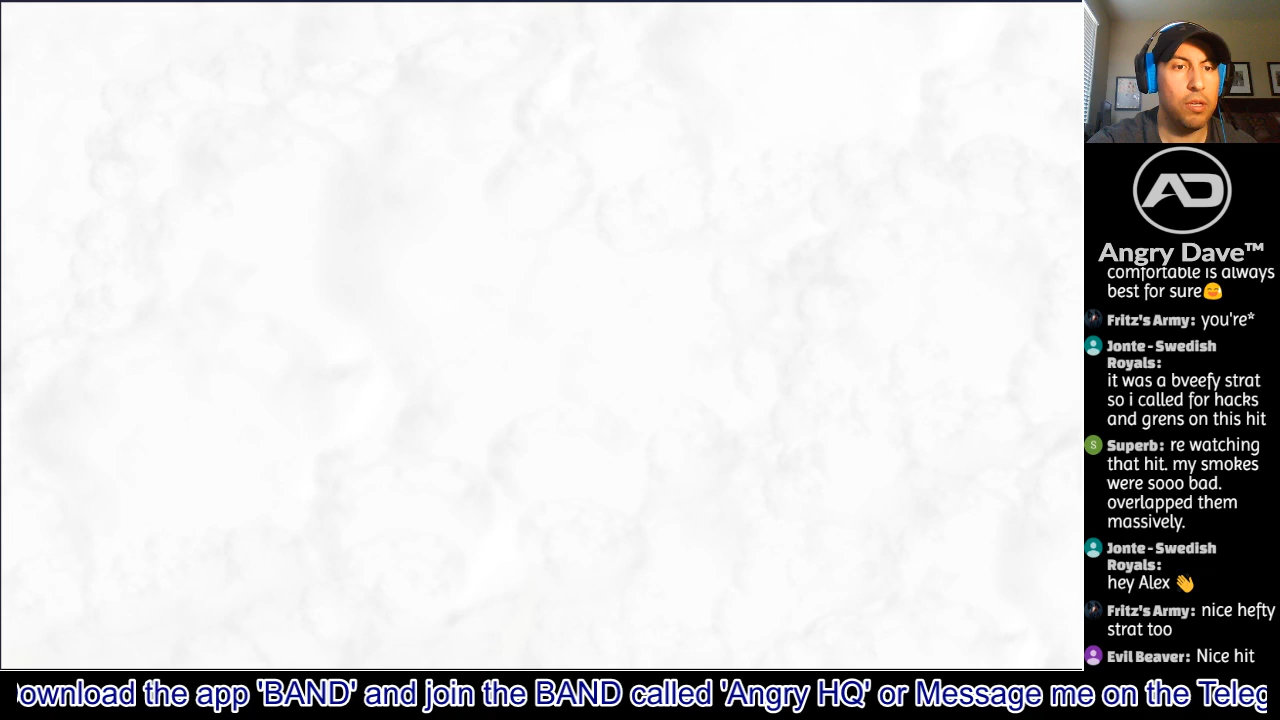 AD
Angry Dave™
comfortable is always
best for sure😊
Fritz's Army: you're*
Jonte - Swedish
Royals:
it was a bveefy strat
so i called for hacks
and grens on this hit
S
Superb: re watching
that hit. my smokes
were sooo bad.
overlapped them
massively.
Jonte - Swedish
Royals:
hey Alex 👋
Fritz's Army: nice hefty
strat too
Evil Beaver: Nice hit
ownload the app 'BAND' and join the BAND called 'Angry HQ' or Message me on the Teleg